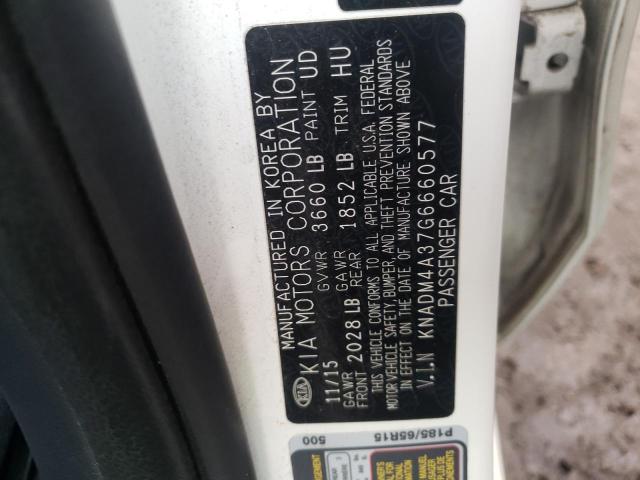 MANUFACTURED IN KOREA BY
KIA MOTORS CORPORATION
KIA
11/15 GVWR 3660 LB PAINT UD
GAWR FRONT 2028 LB GAWR REAR 1852 LB TRIM HU
THIS VEHICLE CONFORMS TO ALL APPLICABLE U.S.A. FEDERAL
MOTOR VEHICLE SAFETY, BUMPER, AND THEFT PREVENTION STANDARDS
IN EFFECT ON THE DATE OF MANUFACTURE SHOWN ABOVE
V.I.N KNADM4A37G6660577
PASSENGER CAR
500 P185/65R15
MANUEL